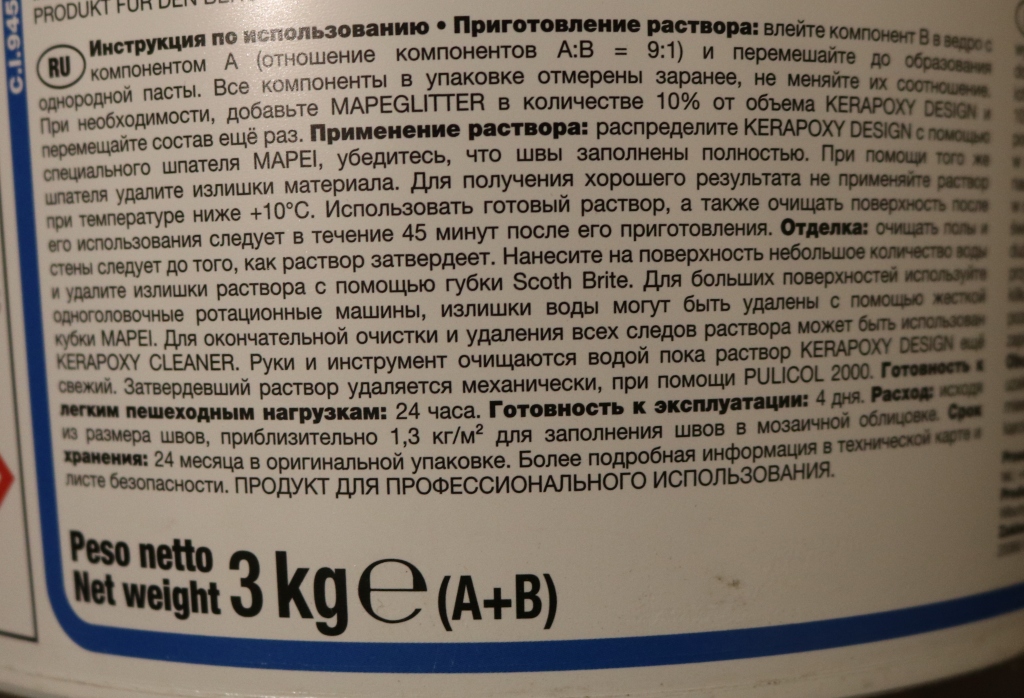 PRODUKT FÜR DEN
C.I.945
RU
Инструкция по использованию • Приготовление раствора: влейте компонент В в ведро с
компонентом А (отношение компонентов А:В = 9:1) и перемешайте до образования
однородной пасты. Все компоненты в упаковке отмерены заранее, не меняйте их соотношение.
При необходимости, добавьте MAPEGLITTER в количестве 10% от объема KERAPOXY DESIGN и
перемещайте состав ещё раз. Применение раствора: распределите KERAPOXY DESIGN с помощью
специального шпателя MAPEI, убедитесь, что швы заполнены полностью. При помощи того же
шпателя удалите излишки материала. Для получения хорошего результата не применяйте раствор
при температуре ниже +10°C. Использовать готовый раствор, а также очищать поверхность после
его использования следует в течение 45 минут после его приготовления. Отделка: очищать полы и
стены следует до того, как раствор затвердеет. Нанесите на поверхность небольшое количество воды
и удалите излишки раствора с помощью губки Scoth Brite. Для больших поверхностей используйте
одноголовочные ротационные машины, излишки воды могут быть удалены с помощью жесткой
кубки MAPEI. Для окончательной очистки и удаления всех следов раствора может быть использован
KERAPOXY CLEANER. Руки и инструмент очищаются водой пока раствор KERAPOXY DESIGN ещё
свежий. Затвердевший раствор удаляется механически, при помощи PULICOL 2000. Готовность к
легким пешеходным нагрузкам: 24 часа. Готовность к эксплуатации: 4 дня. Расход: исходя
из размера швов, приблизительно 1,3 кг/м² для заполнения швов в мозаичной облицовке. Срок
хранения: 24 месяца в оригинальной упаковке. Более подробная информация в технической карте и
листе безопасности. ПРОДУКТ ДЛЯ ПРОФЕССИОНАЛЬНОГО ИСПОЛЬЗОВАНИЯ.
Peso netto
Net weight 3 kg ℮ (A+B)